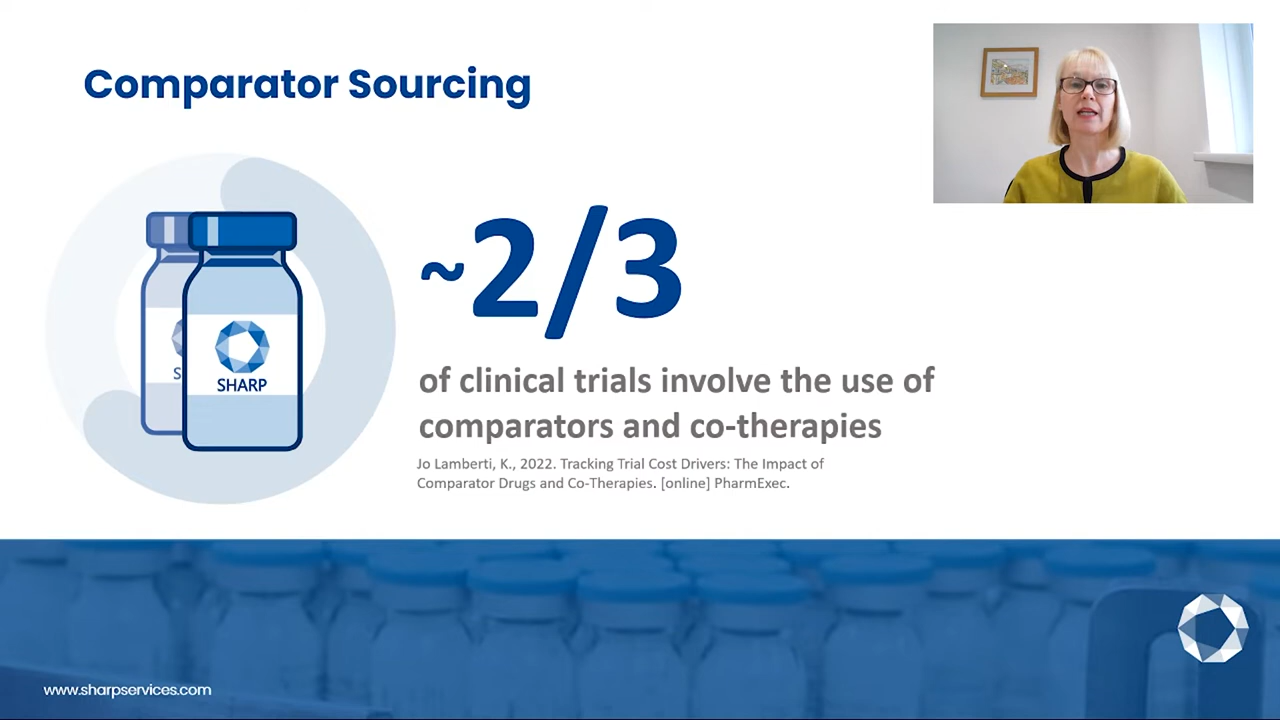 Comparator Sourcing
~2/3
of clinical trials involve the use of
comparators and co-therapies
Jo Lamberti, K., 2022. Tracking Trial Cost Drivers: The Impact of
Comparator Drugs and Co-Therapies. [online] PharmExec.
S
SHARP
www.sharpservices.com